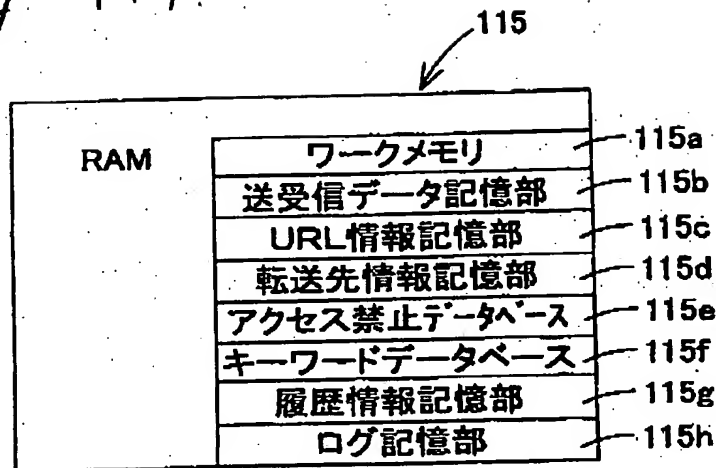 115
RAM
ワークメモリ 115a
送受信データ記憶部 115b
URL情報記憶部 115c
転送先情報記憶部 115d
アクセス禁止データベース 115e
キーワードデータベース 115f
履歴情報記憶部 115g
ログ記憶部 115h